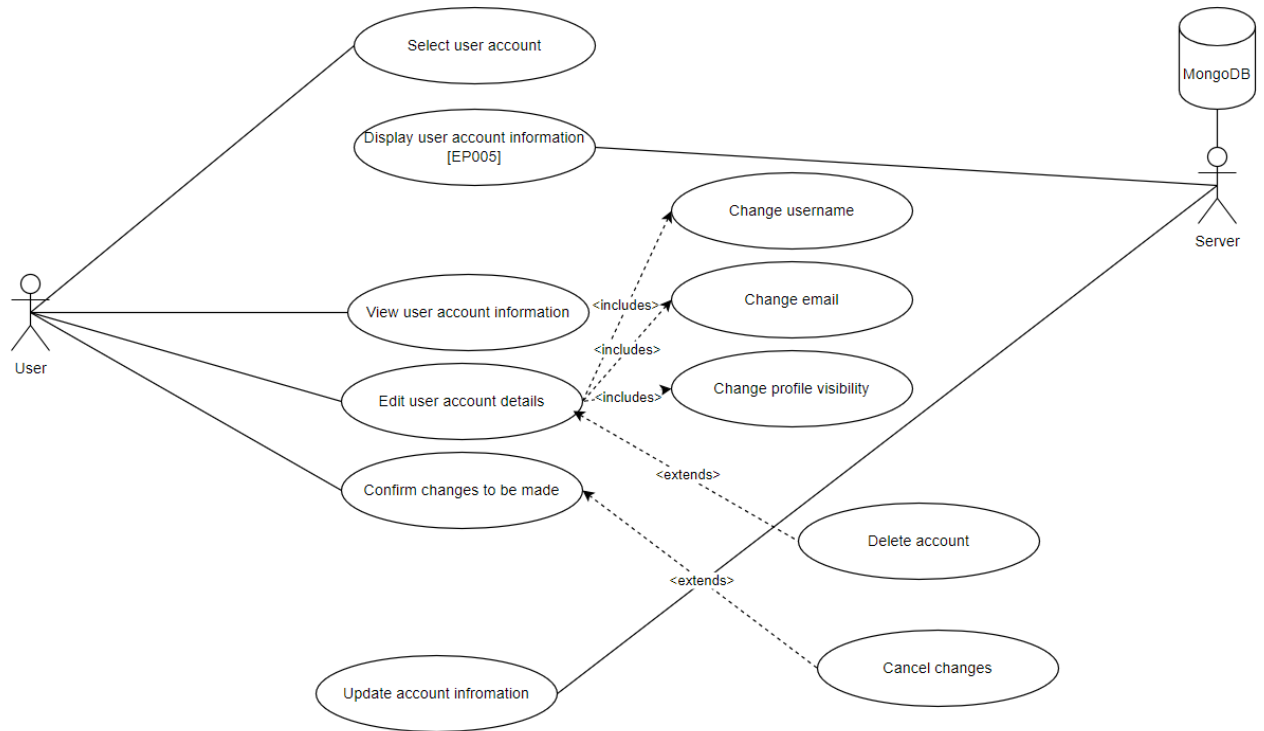 Select user account
MongoDB
Display user account information
[EP005]
Change username
Server
<includes>
Change email
View user account information
<includes>
User
Change profile visibility
<includes>
Edit user account details
<extends>
Confirm changes to be made
Delete account
<extends>
Cancel changes
Update account infromation